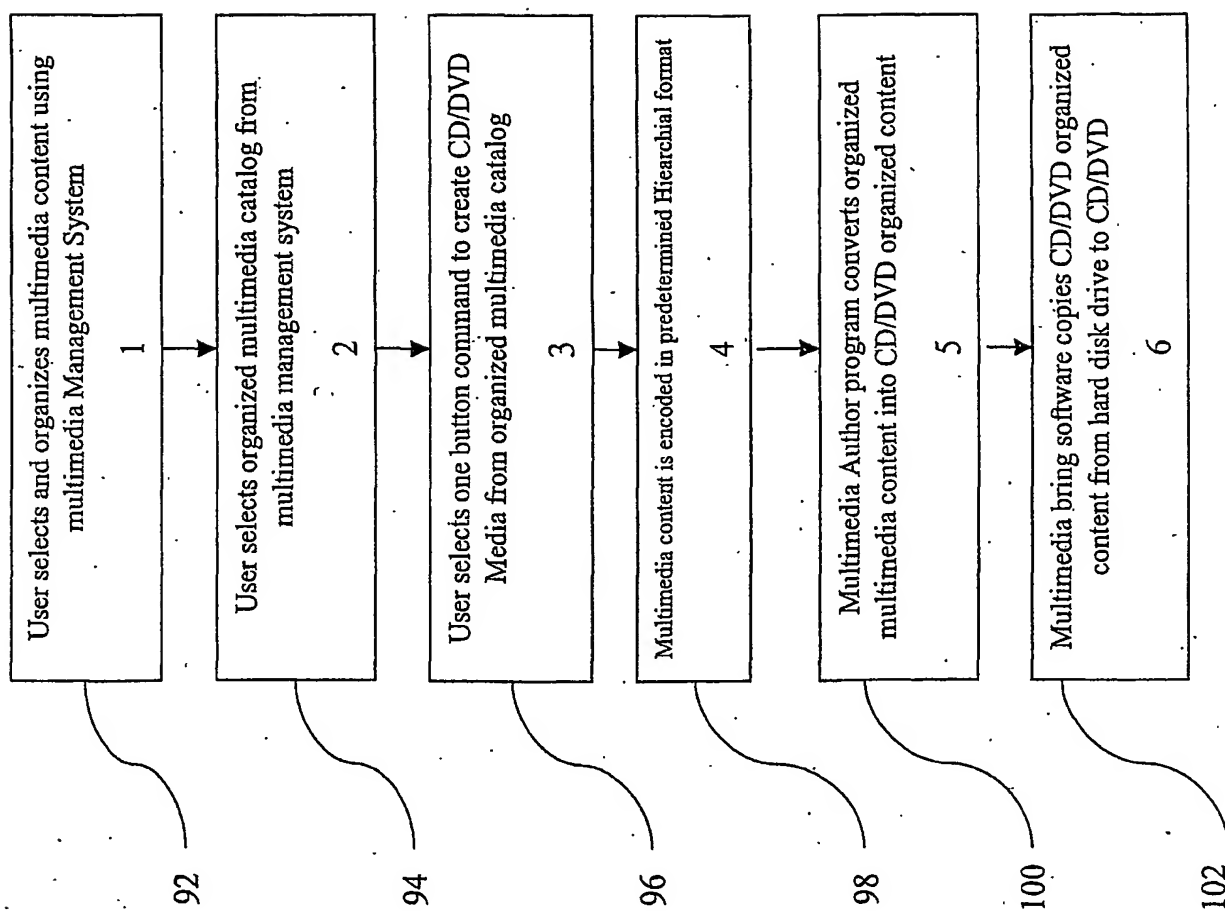 User selects and organizes multimedia content using
multimedia Management System
1
92
User selects organized multimedia catalog from
multimedia management system
2
94
User selects one button command to create CD/DVD
Media from organized multimedia catalog
3
96
Multimedia content is encoded in predetermined Hiearchial format
4
98
Multimedia Author program converts organized
multimedia content into CD/DVD organized content
5
100
Multimedia bring software copies CD/DVD organized
content from hard disk drive to CD/DVD
6
102